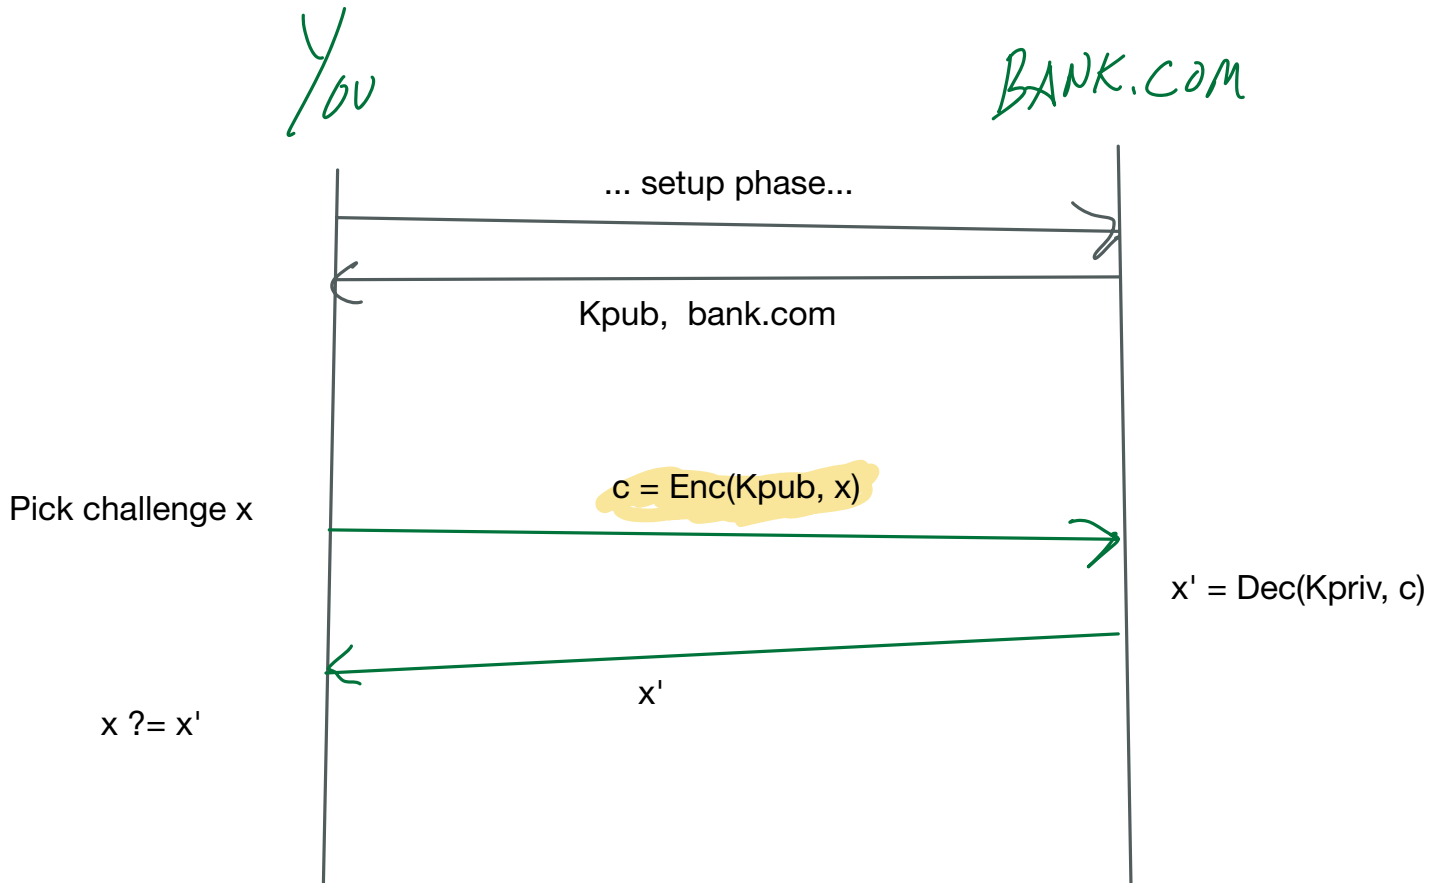 You
BANK.COM
... setup phase...
Kpub, bank.com
c = Enc(Kpub, x)
Pick challenge x
x' = Dec(Kpriv, c)
x'
x ?= x'